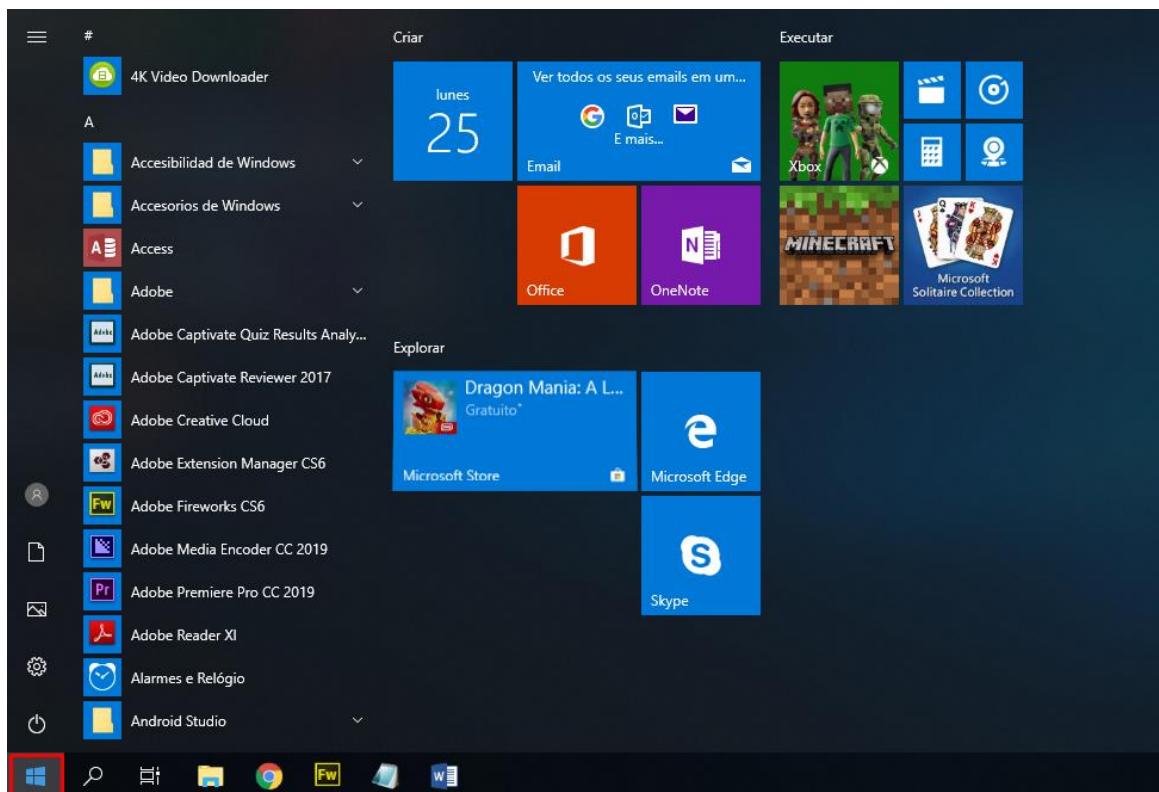 #
4K Video Downloader
A
Accesibilidad de Windows
Accesorios de Windows
Access
Adobe
Adobe Captivate Quiz Results Analy...
Adobe Captivate Reviewer 2017
Adobe Creative Cloud
Adobe Extension Manager CS6
Adobe Fireworks CS6
Adobe Media Encoder CC 2019
Adobe Premiere Pro CC 2019
Adobe Reader XI
Alarmes e Relógio
Android Studio
Criar
lunes
25
Ver todos os seus emails em um...
E mais...
Email
Office
OneNote
Explorar
Dragon Mania: A L...
Gratuito*
Microsoft Store
Microsoft Edge
Skype
Executar
Xbox
MINECRAFT
Microsoft
Solitaire Collection